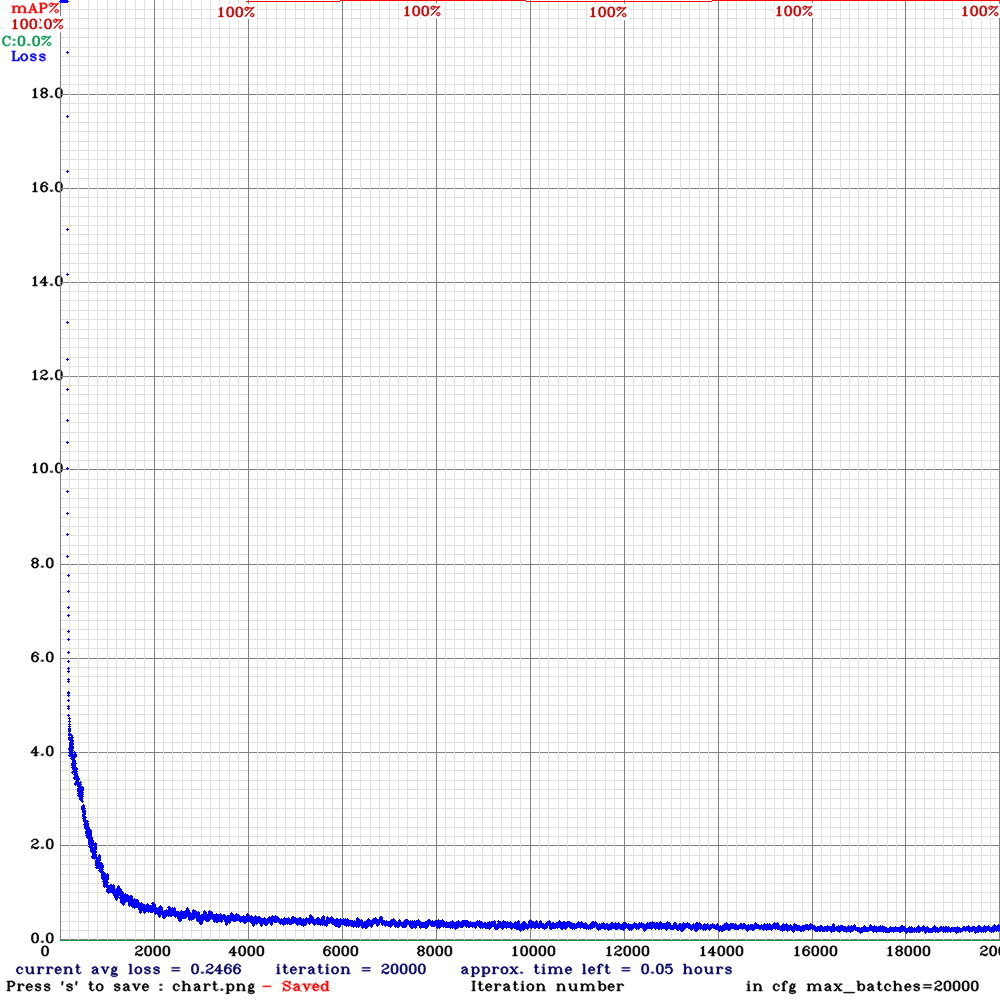 mAP% 100% 100% 100% 100% 100%
100.0%
C:0.0%
Loss
18.0
16.0
14.0
12.0
10.0
8.0
6.0
4.0
2.0
0.0
0 2000 4000 6000 8000 10000 12000 14000 16000 18000 200
current avg loss = 0.2466 iteration = 20000 approx. time left = 0.05 hours
Press 's' to save : chart.png - Saved Iteration number in cfg max_batches=20000